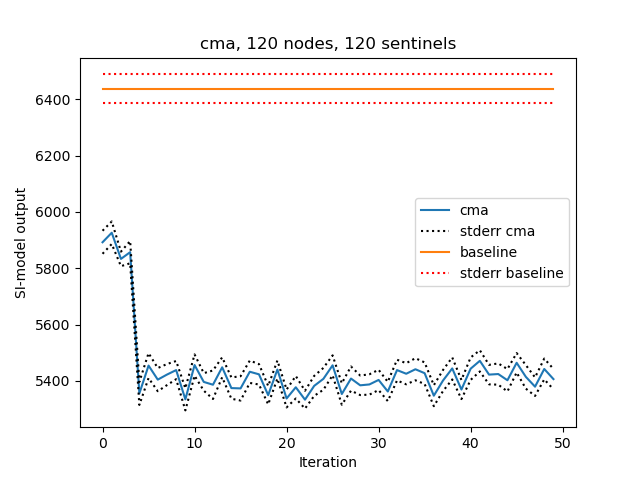 cma, 120 nodes, 120 sentinels
SI-model output
6400
6200
6000
5800
5600
5400
cma
stderr cma
baseline
stderr baseline
0 10 20 30 40 50
Iteration